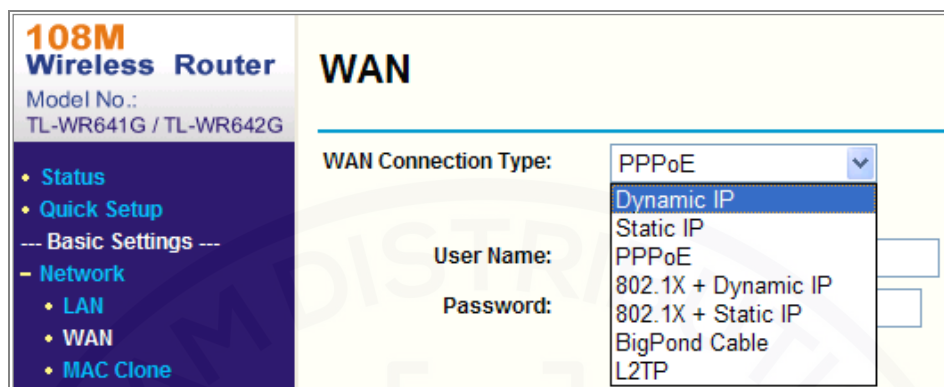 108M
Wireless Router
Model No.:
TL-WR641G / TL-WR642G
Status
Quick Setup
--- Basic Settings ---
Network
LAN
WAN
MAC Clone
WAN
WAN Connection Type:
PPPoE
Dynamic IP
Static IP
PPPoE
802.1X + Dynamic IP
802.1X + Static IP
BigPond Cable
L2TP
User Name:
Password: